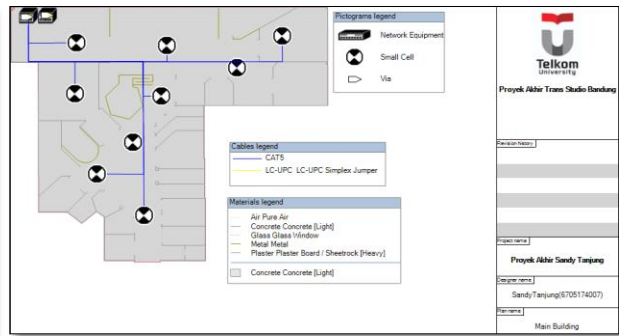 Pictograms legend
Network Equipment
Small Cell
Via
Cables legend
CAT5
LC-UPC LC-UPC Simplex Jumper
Materials legend
Air Pure Air
Concrete Concrete [Light]
Glass Glass Window
Metal Metal
Plaster Plaster Board / Sheetrock [Heavy]
Concrete Concrete [Light]
Telkom
University
Proyek Akhir Trans Studio Bandung
Revision history
Project name
Proyek Akhir Sandy Tanjung
Designer name
SandyTanjung(6705174007)
Plan name
Main Building